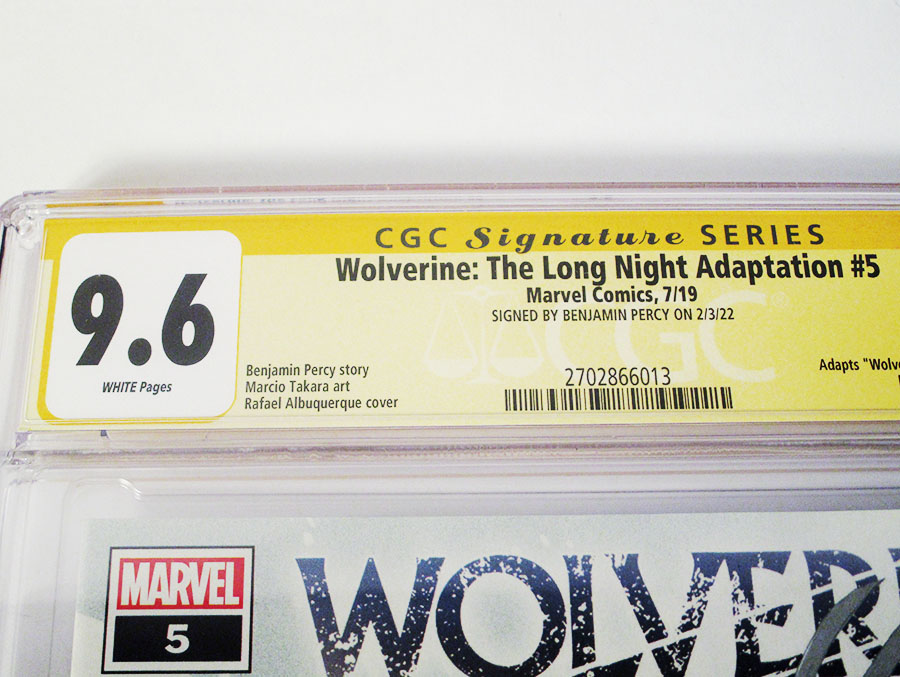 CGC Signature SERIES
Wolverine: The Long Night Adaptation #5
Marvel Comics, 7/19
SIGNED BY BENJAMIN PERCY ON 2/3/22
9.6
WHITE Pages
Benjamin Percy story
Marcio Takara art
Rafael Albuquerque cover
2702866013
Adapts "Wolve
CGC
MARVEL
5
WOLVER